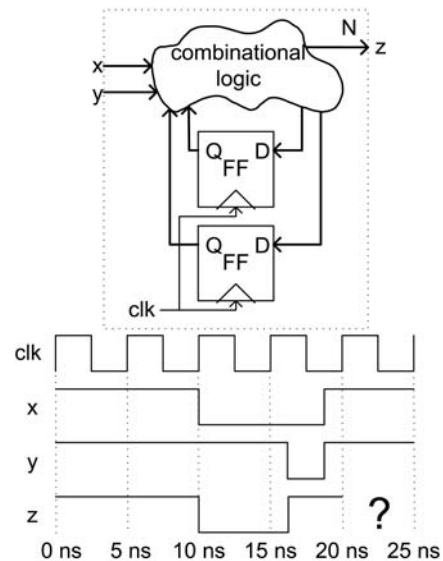 N
combinational
logic
x
z
y
Q D
FF
Q D
FF
clk
clk
x
y
z
?
0 ns 5 ns 10 ns 15 ns 20 ns 25 ns